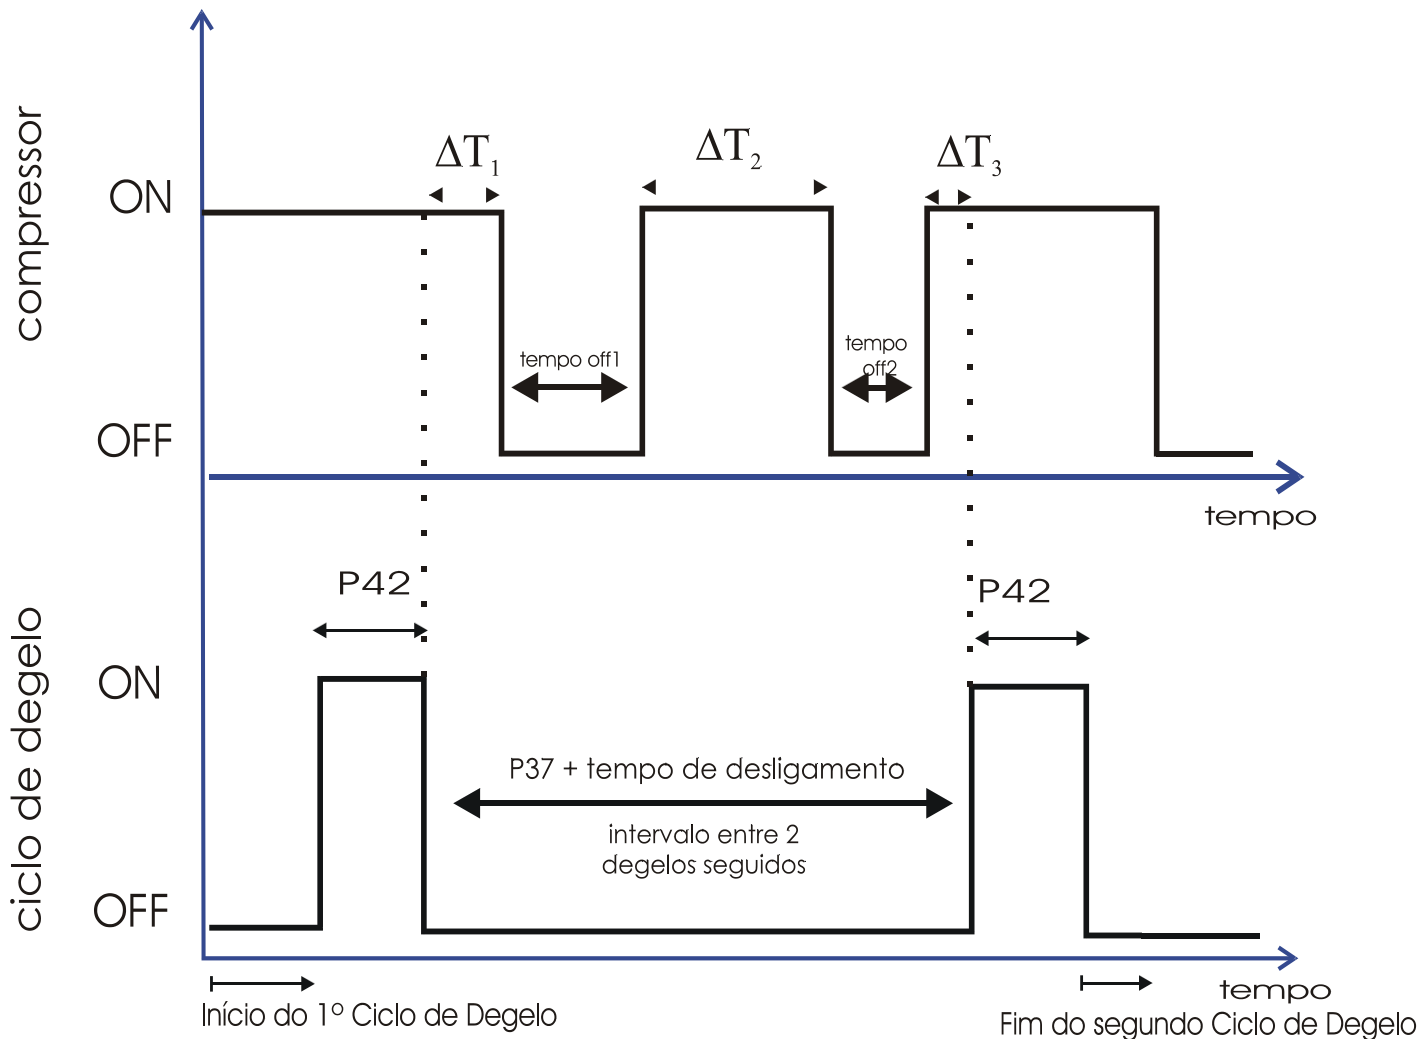 compressor
ΔT1
ΔT2
ΔT3
ON
tempo off1
tempo
off2
OFF
tempo
ciclo de degelo
P42
P42
ON
P37 + tempo de desligamento
intervalo entre 2
degelos seguidos
OFF
tempo
Início do 1º Ciclo de Degelo
Fim do segundo Ciclo de Degelo